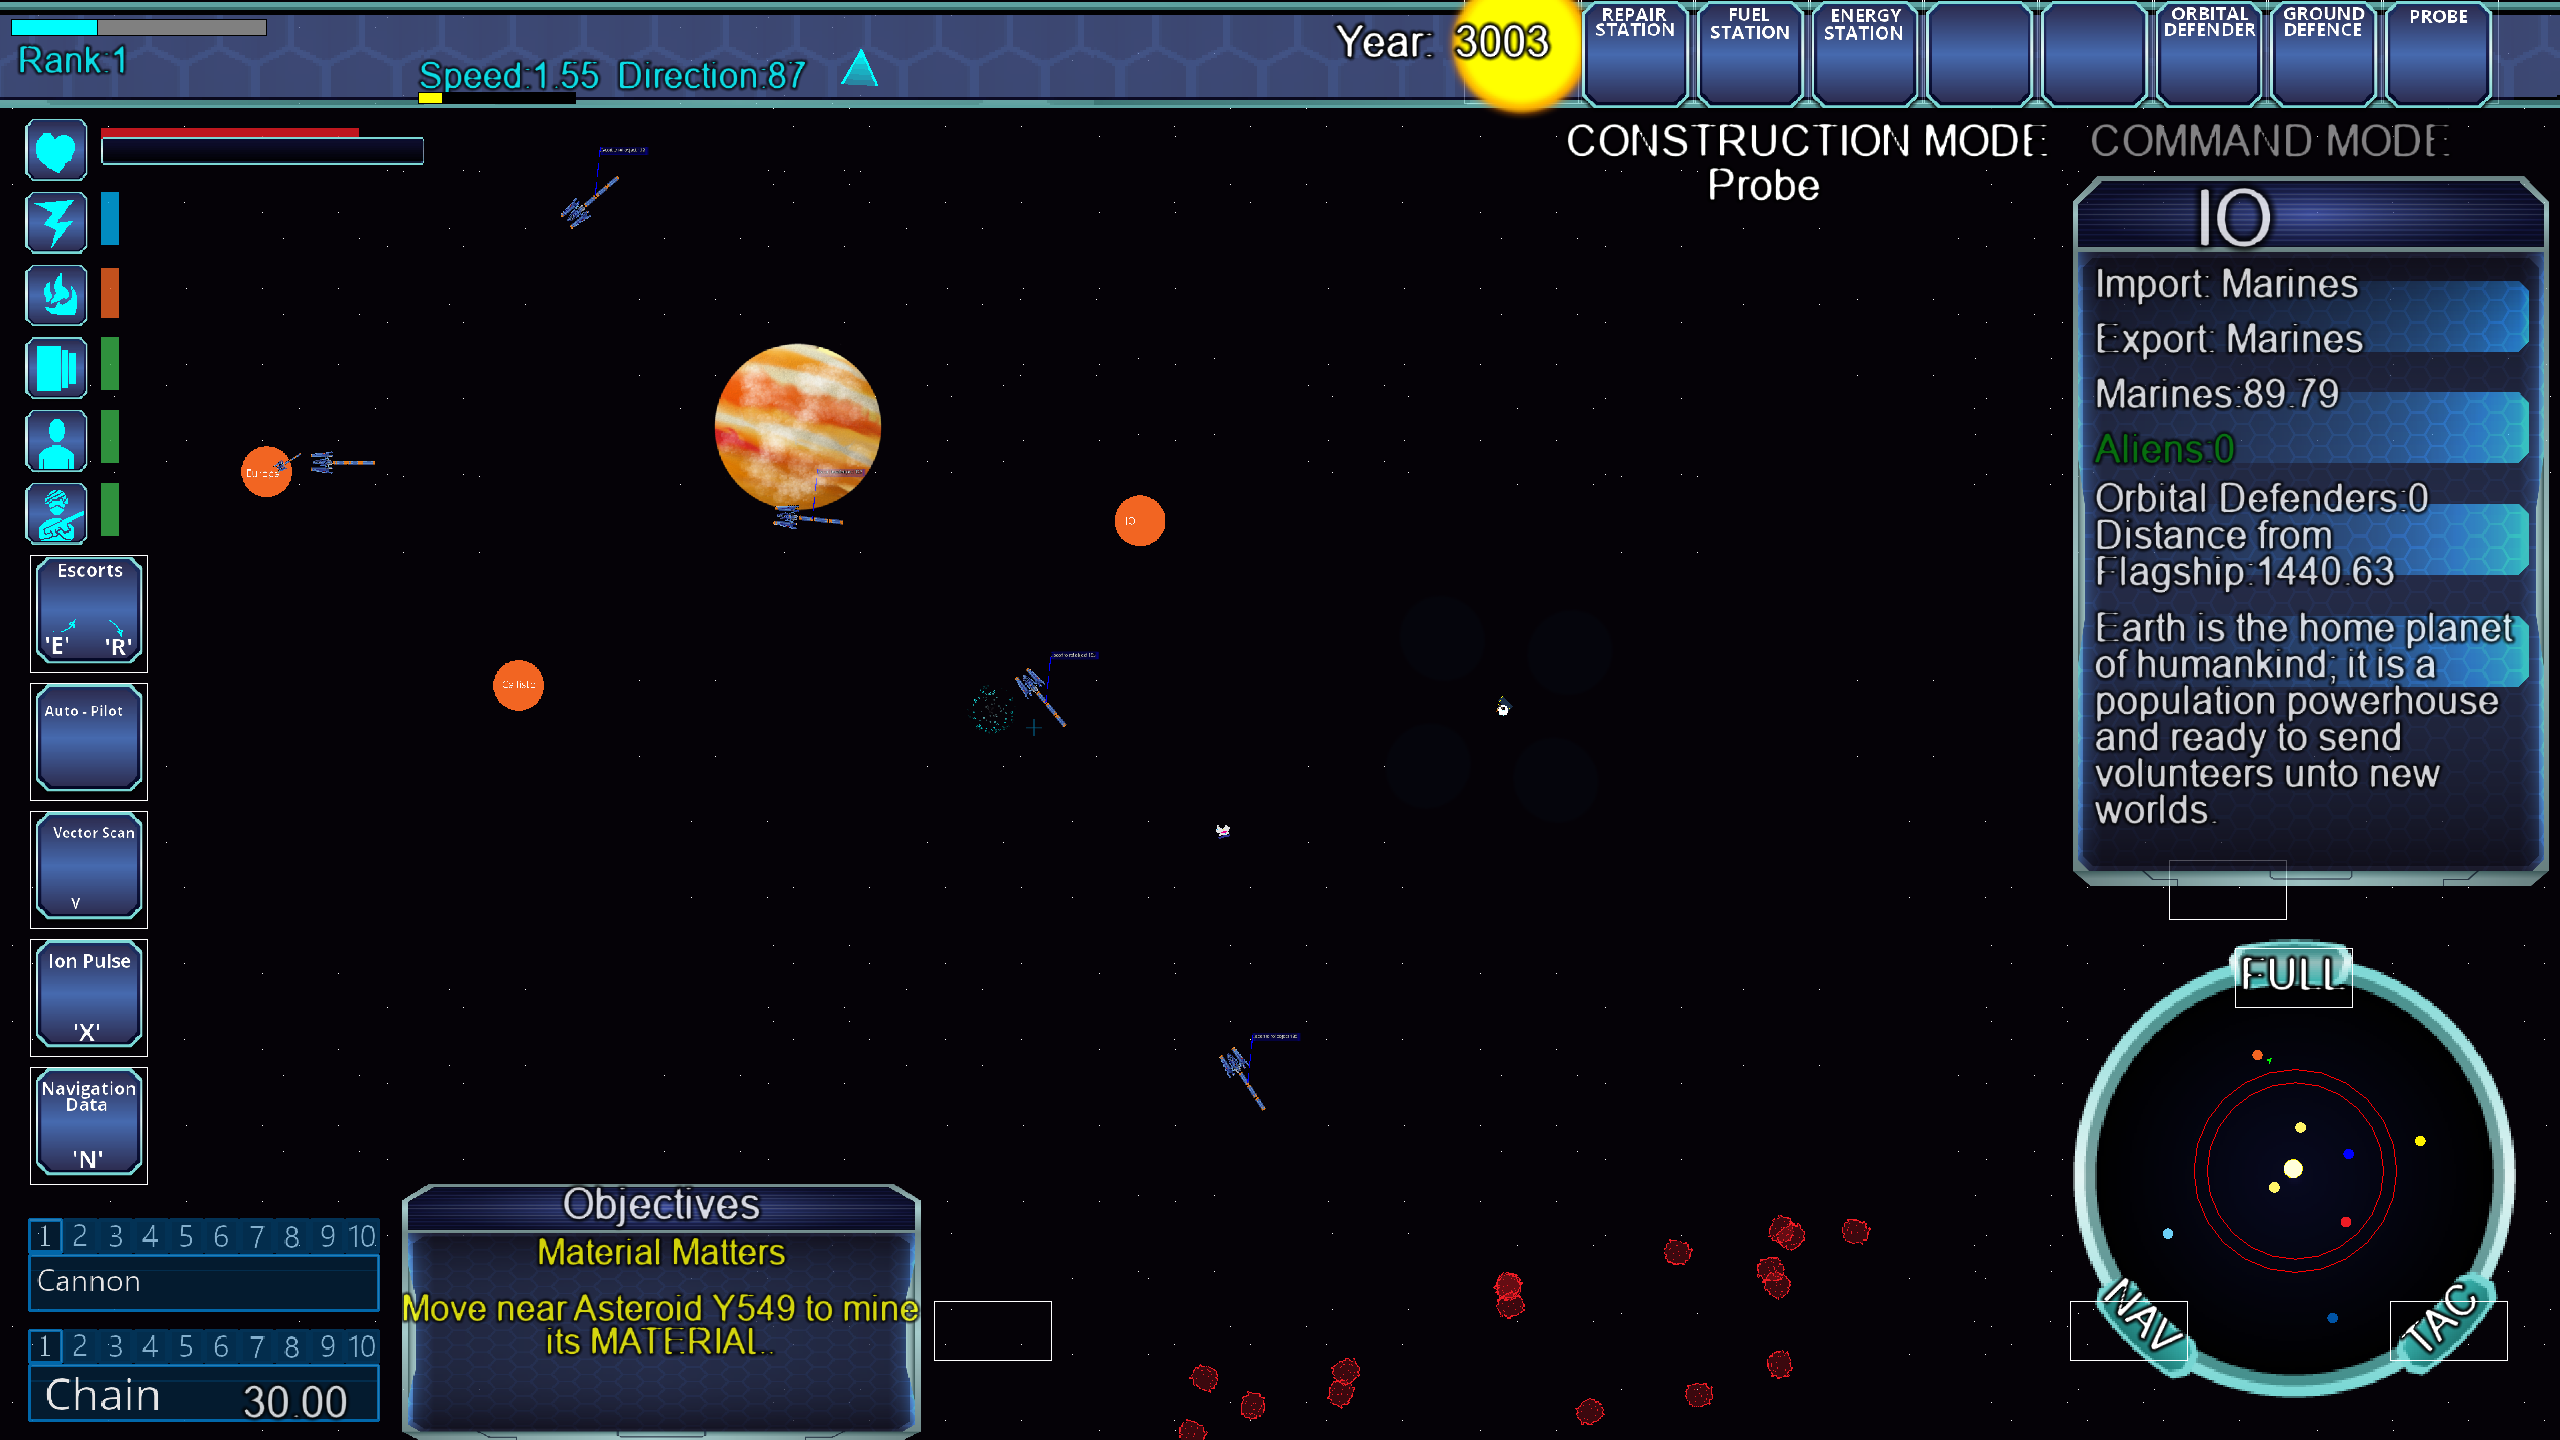 Rank:1
Speed:1.55 Direction:87
Year: 3003
REPAIR
STATION
FUEL
STATION
ENERGY
STATION
ORBITAL
DEFENDER
GROUND
DEFENCE
PROBE
CONSTRUCTION MODE
COMMAND MODE
Probe
IO
Import: Marines
Export: Marines
Marines:89.79
Aliens:0
Orbital Defenders:0
Distance from
Flagship:1440.63
Earth is the home planet
of humankind; it is a
population powerhouse
and ready to send
volunteers unto new
worlds.
Europa
IO
Callisto
Escorts
'E' 'R'
Auto - Pilot
Vector Scan
V
Ion Pulse
'X'
Navigation
Data
'N'
1 2 3 4 5 6 7 8 9 10
Cannon
1 2 3 4 5 6 7 8 9 10
Chain 30.00
Objectives
Material Matters
Move near Asteroid Y549 to mine
its MATERIAL..
FULL
NAV
TAC